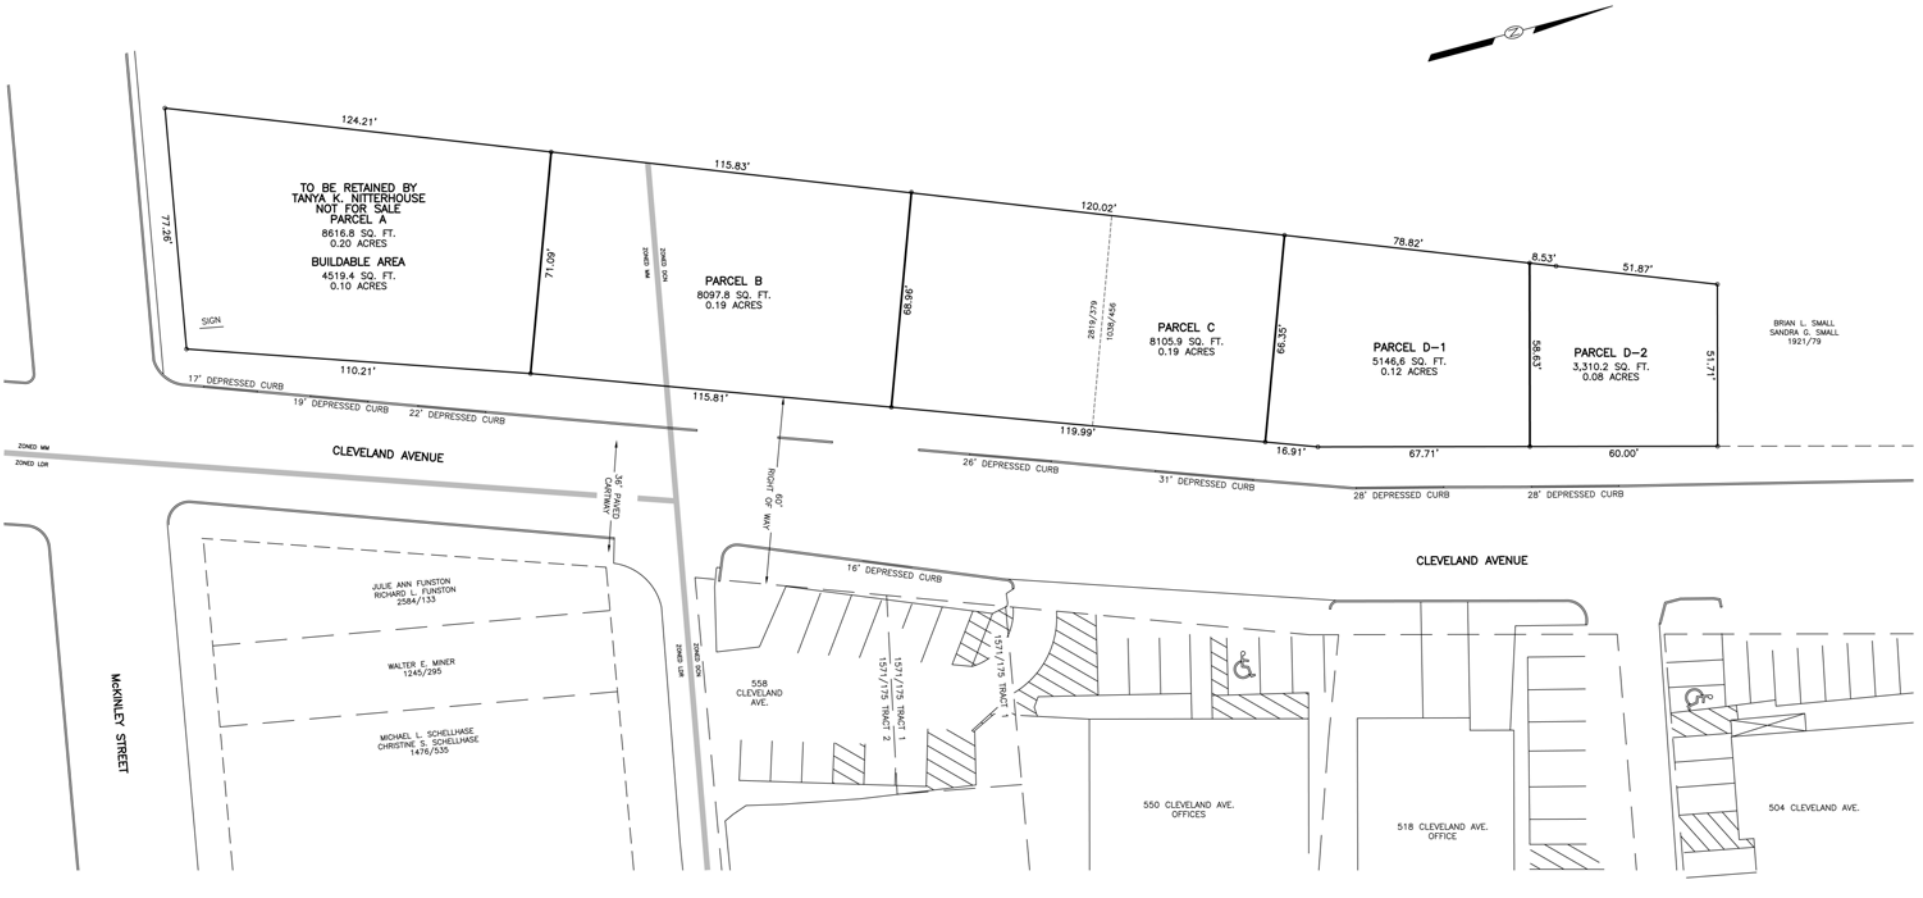 N
124.21'
115.83'
120.02'
78.82'
8.53'
51.87'
77.26'
TO BE RETAINED BY
TANYA K. NITTERHOUSE
NOT FOR SALE
PARCEL A
8616.8 SQ. FT.
0.20 ACRES
BUILDABLE AREA
4519.4 SQ. FT.
0.10 ACRES
SIGN
71.09'
ZONED MM
ZONED DCN
PARCEL B
8097.8 SQ. FT.
0.19 ACRES
68.96'
2819/379
1038/456
PARCEL C
8105.9 SQ. FT.
0.19 ACRES
66.35'
PARCEL D-1
5146,6 SQ. FT.
0.12 ACRES
58.63'
PARCEL D-2
3,310.2 SQ. FT.
0.08 ACRES
51.71'
BRIAN L. SMALL
SANDRA G. SMALL
1921/79
110.21'
115.81'
119.99'
16.91'
67.71'
60.00'
17' DEPRESSED CURB
19' DEPRESSED CURB
22' DEPRESSED CURB
26' DEPRESSED CURB
31' DEPRESSED CURB
28' DEPRESSED CURB
28' DEPRESSED CURB
ZONED MM
ZONED LDR
CLEVELAND AVENUE
36' PAVED
CARTWAY
60'
RIGHT OF WAY
CLEVELAND AVENUE
16' DEPRESSED CURB
JULIE ANN FUNSTON
RICHARD L. FUNSTON
2584/133
WALTER E. MINER
1245/295
MICHAEL L. SCHELLHASE
CHRISTINE S. SCHELLHASE
1476/535
McKINLEY STREET
ZONED LDR
ZONED DCN
558
CLEVELAND
AVE.
1571/175 TRACT 1
1571/175 TRACT 2
1571/175 TRACT 1
550 CLEVELAND AVE.
OFFICES
518 CLEVELAND AVE.
OFFICE
504 CLEVELAND AVE.